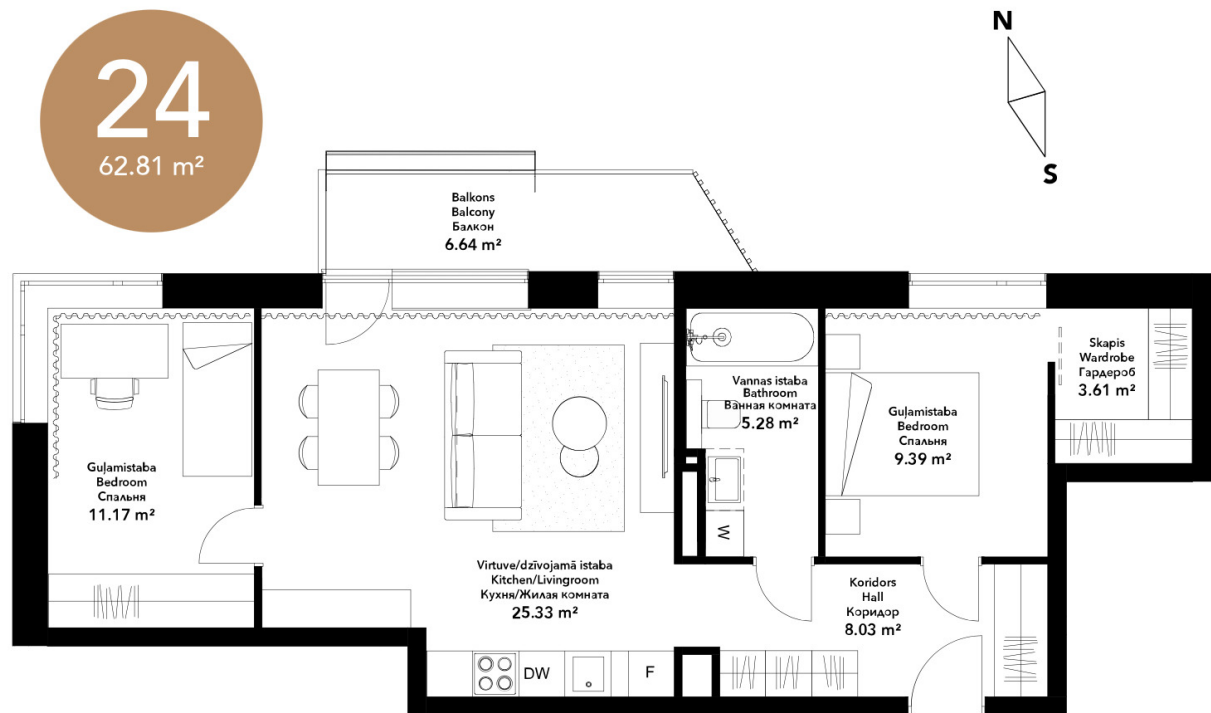 24
62.81 m²
N
S
Balkons
Balcony
Балкон
6.64 m²
Skapis
Wardrobe
Гардероб
3.61 m²
Vannas istaba
Bathroom
Ванная комната
5.28 m²
Guļamistaba
Bedroom
Спальня
9.39 m²
Guļamistaba
Bedroom
Спальня
11.17 m²
W
Virtuve/dzīvojamā istaba
Kitchen/Livingroom
Кухня/Жилая комната
25.33 m²
Koridors
Hall
Коридор
8.03 m²
DW
F